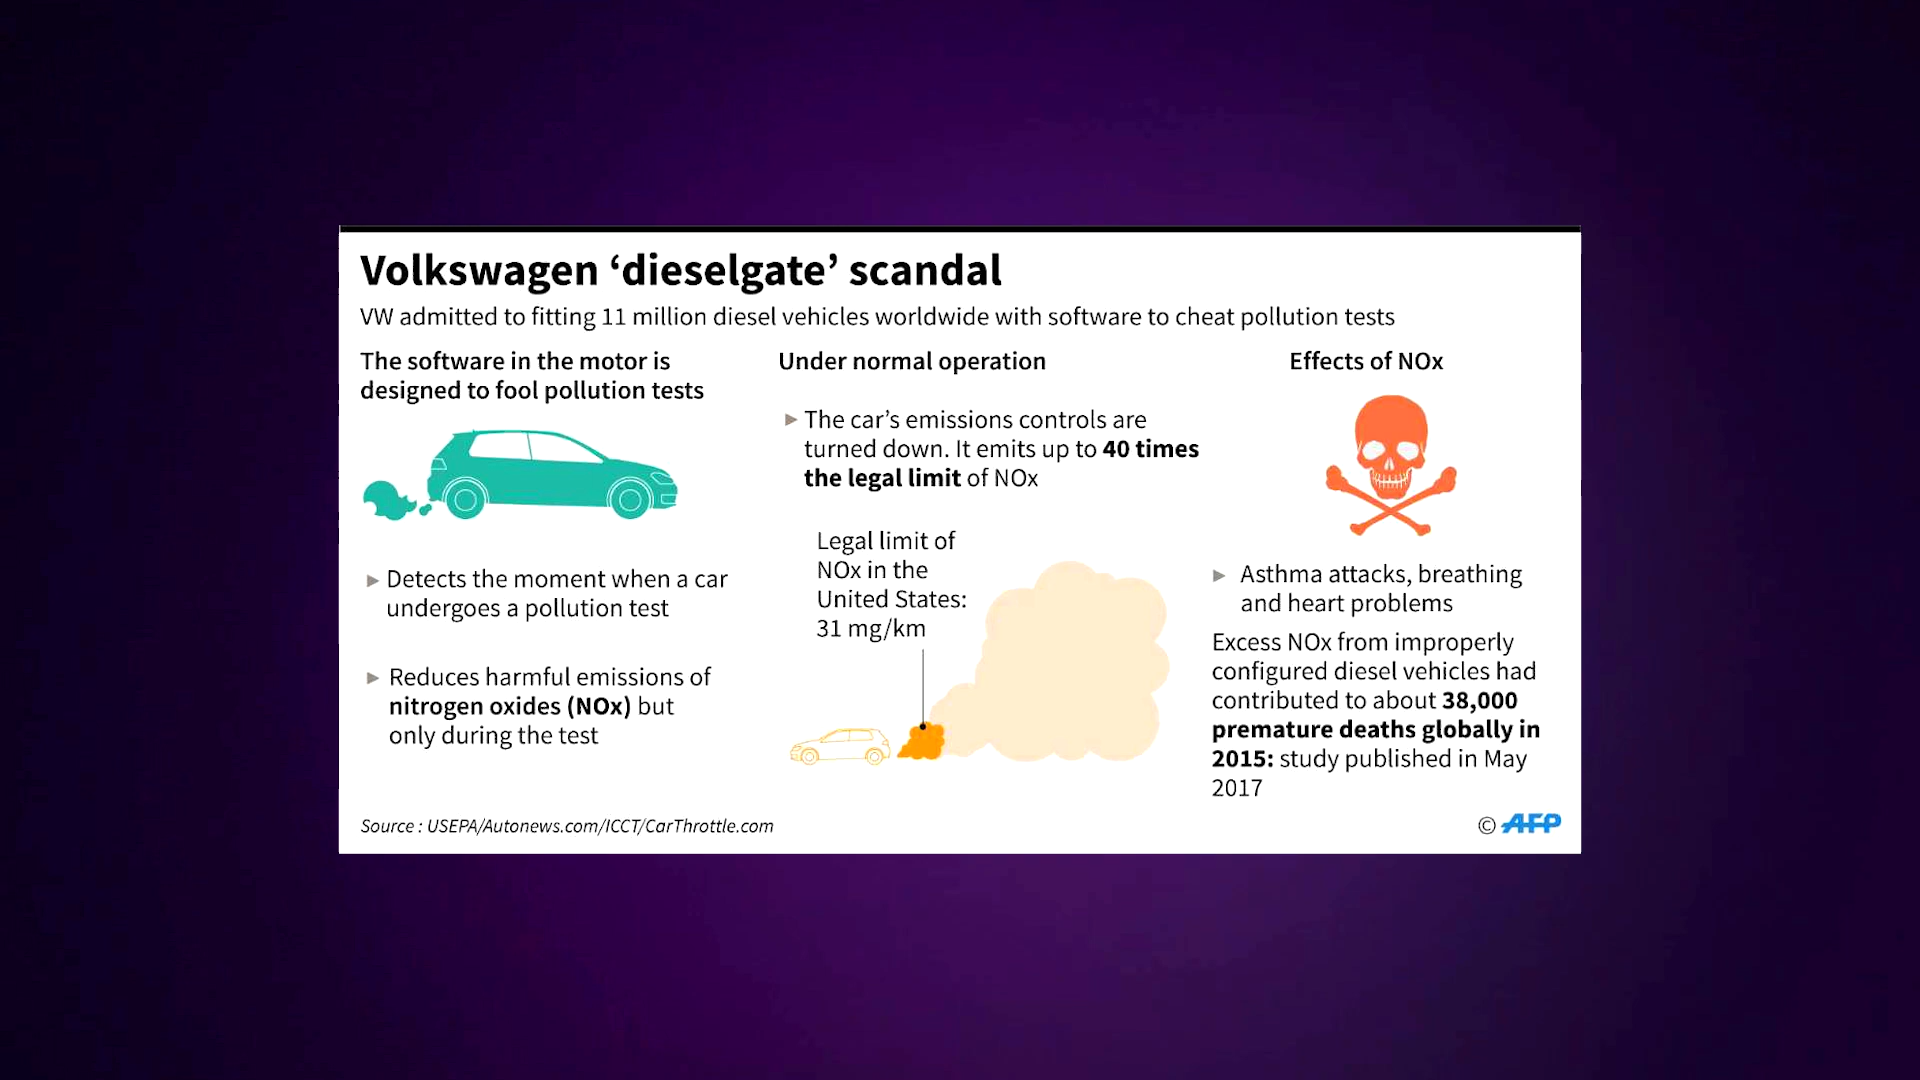 Volkswagen ‘dieselgate’ scandal
VW admitted to fitting 11 million diesel vehicles worldwide with software to cheat pollution tests
The software in the motor is
designed to fool pollution tests
▶ Detects the moment when a car
undergoes a pollution test
▶ Reduces harmful emissions of
nitrogen oxides (NOx) but
only during the test
Under normal operation
▶ The car’s emissions controls are
turned down. It emits up to 40 times
the legal limit of NOx
Legal limit of
NOx in the
United States:
31 mg/km
Effects of NOx
▶ Asthma attacks, breathing
and heart problems
Excess NOx from improperly
configured diesel vehicles had
contributed to about 38,000
premature deaths globally in
2015: study published in May
2017
Source : USEPA/Autonews.com/ICCT/CarThrottle.com
© AFP